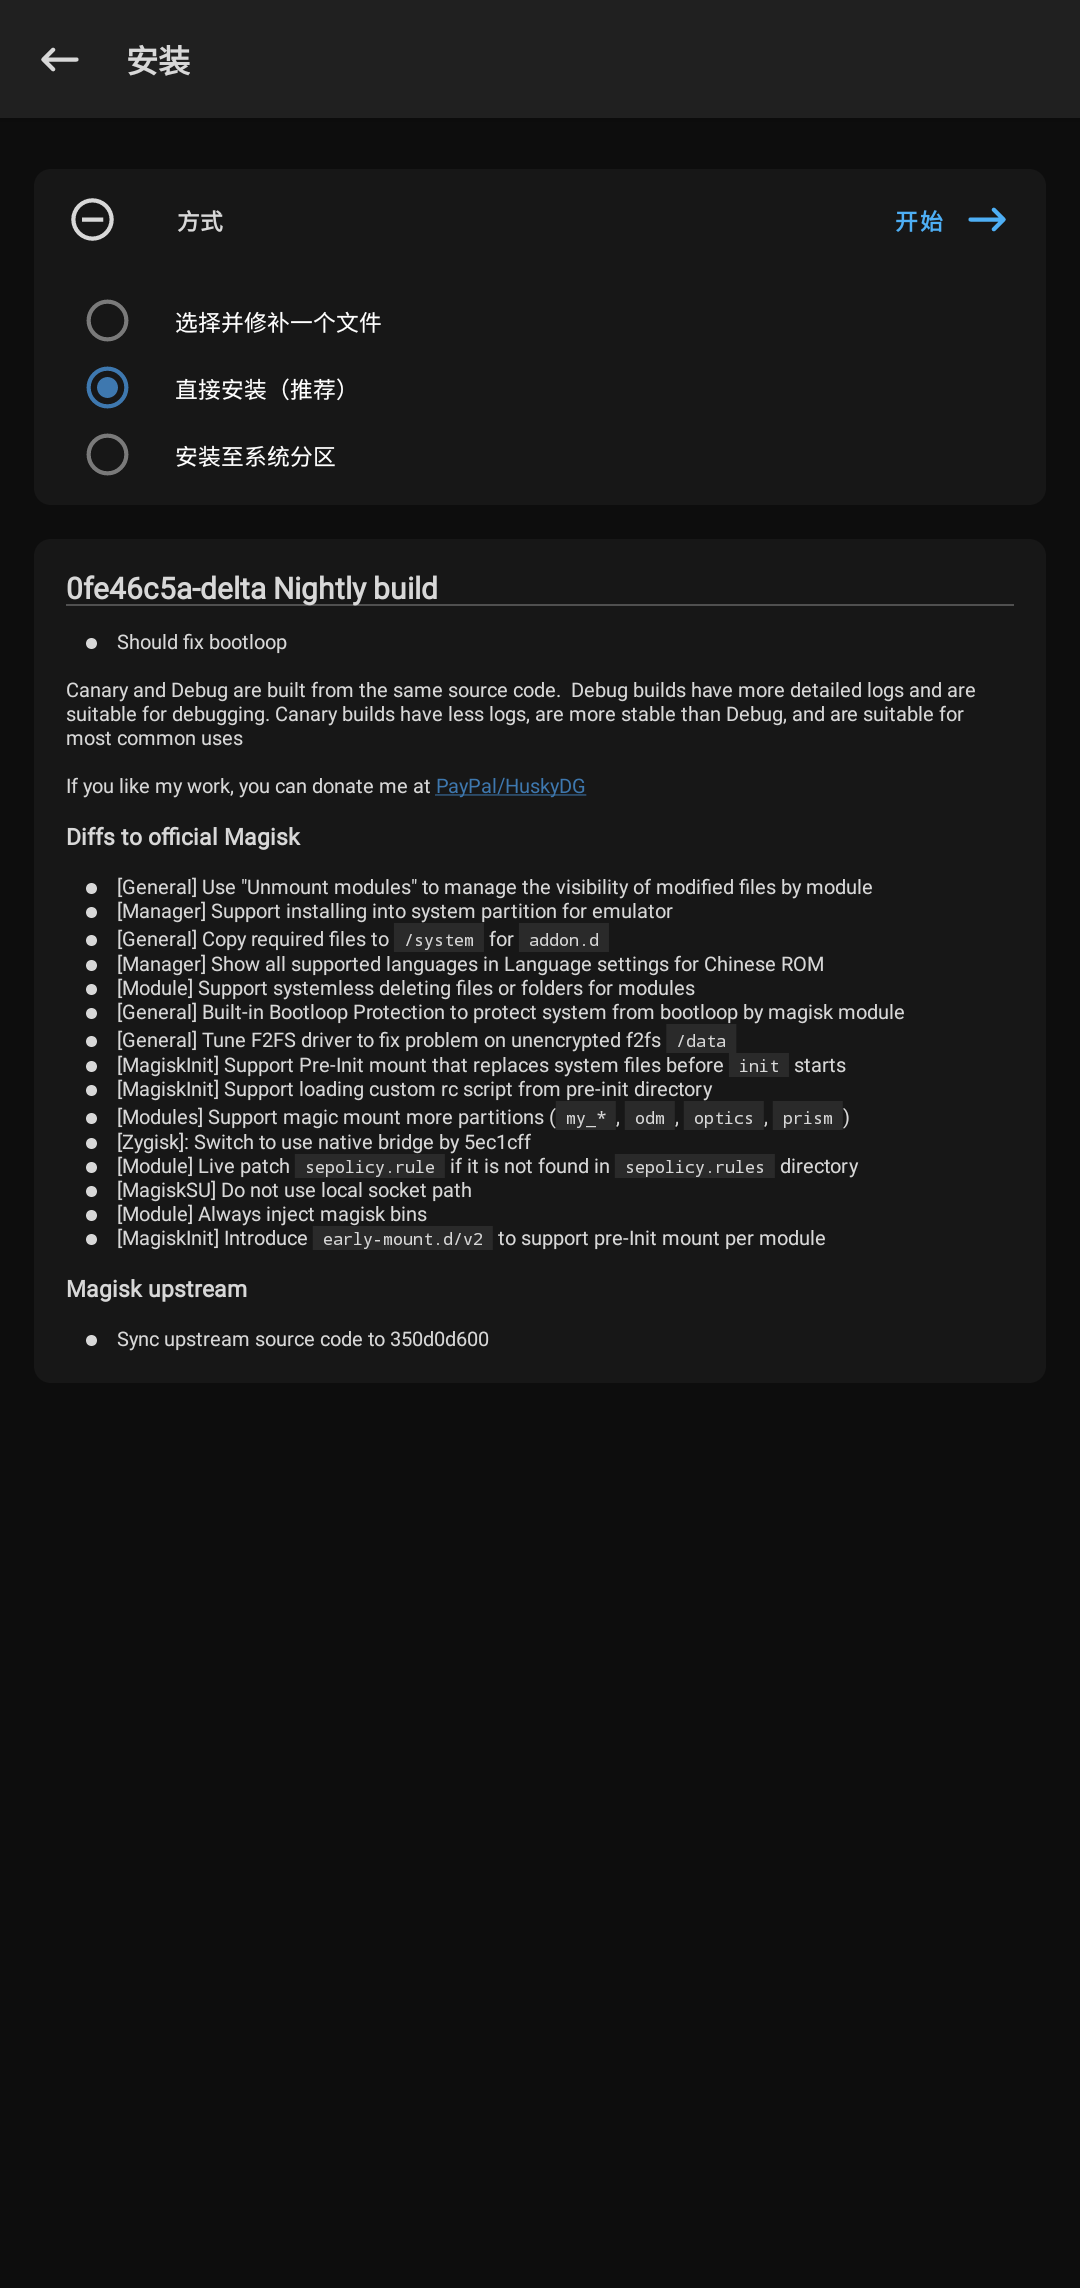 安装
方式
开始
选择并修补一个文件
直接安装（推荐）
安装至系统分区
0fe46c5a-delta Nightly build
Should fix bootloop
Canary and Debug are built from the same source code.  Debug builds have more detailed logs and are
suitable for debugging. Canary builds have less logs, are more stable than Debug, and are suitable for
most common uses
If you like my work, you can donate me at PayPal/HuskyDG
Diffs to official Magisk
[General] Use "Unmount modules" to manage the visibility of modified files by module
[Manager] Support installing into system partition for emulator
[General] Copy required files to /system for addon.d
[Manager] Show all supported languages in Language settings for Chinese ROM
[Module] Support systemless deleting files or folders for modules
[General] Built-in Bootloop Protection to protect system from bootloop by magisk module
[General] Tune F2FS driver to fix problem on unencrypted f2fs /data
[MagiskInit] Support Pre-Init mount that replaces system files before init starts
[MagiskInit] Support loading custom rc script from pre-init directory
[Modules] Support magic mount more partitions ( my_* , odm , optics , prism )
[Zygisk]: Switch to use native bridge by 5ec1cff
[Module] Live patch sepolicy.rule if it is not found in sepolicy.rules directory
[MagiskSU] Do not use local socket path
[Module] Always inject magisk bins
[MagiskInit] Introduce early-mount.d/v2 to support pre-Init mount per module
Magisk upstream
Sync upstream source code to 350d0d600